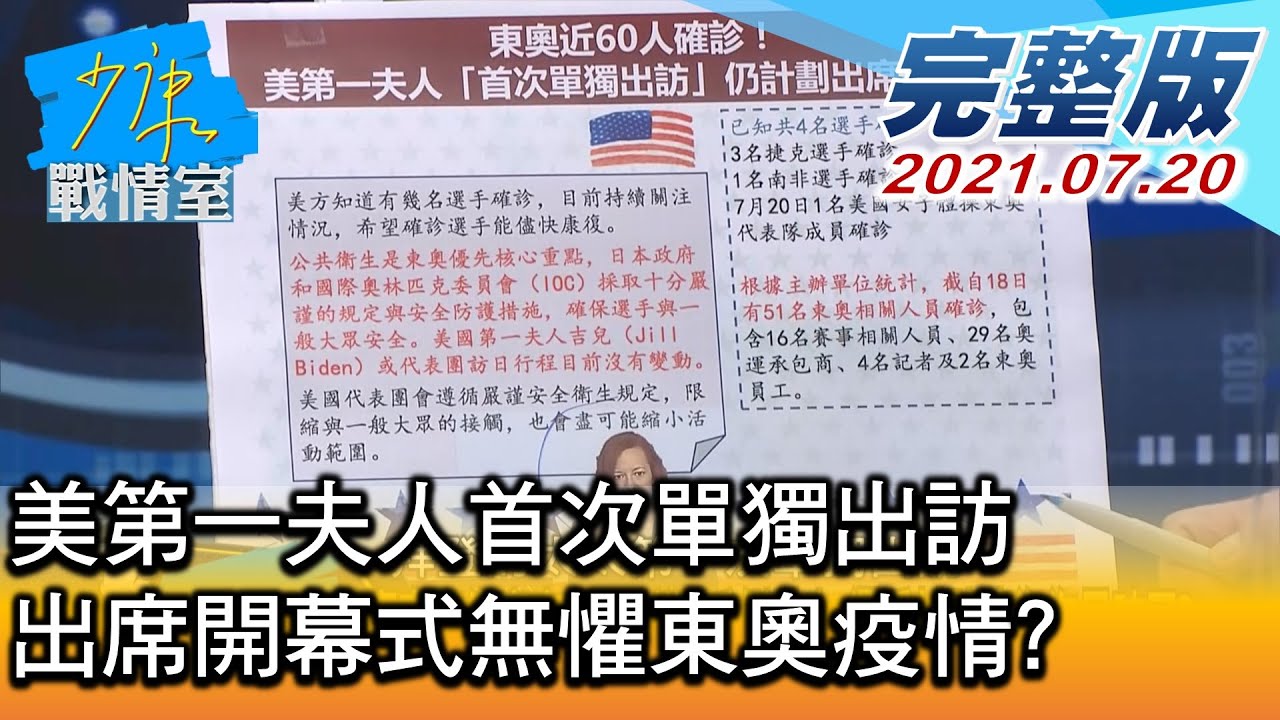 東奧近60人確診！
美第一夫人「首次單獨出訪」仍計劃出席
完整版
2021.07.20
少康
戰情室
美方知道有幾名選手確診，目前持續關注
情況，希望確診選手能儘快康復。
公共衛生是東奧優先核心重點，日本政府
和國際奧林匹克委員會（IOC）採取十分嚴
謹的規定與安全防護措施，確保選手與一
般大眾安全。美國第一夫人吉兒（Jill
Biden）或代表團訪日行程目前沒有變動。
美國代表團會遵循嚴謹安全衛生規定，限
縮與一般大眾的接觸，也會盡可能縮小活
動範圍。
已知共4名選手確
3名捷克選手確診
1名南非選手確診
7月20日1名美國女子體操東奧
代表隊成員確診
根據主辦單位統計，截自18日
有51名東奧相關人員確診，包
含16名賽事相關人員、29名奧
運承包商、4名記者及2名東奧
員工。
003
美第一夫人首次單獨出訪
出席開幕式無懼東奧疫情?